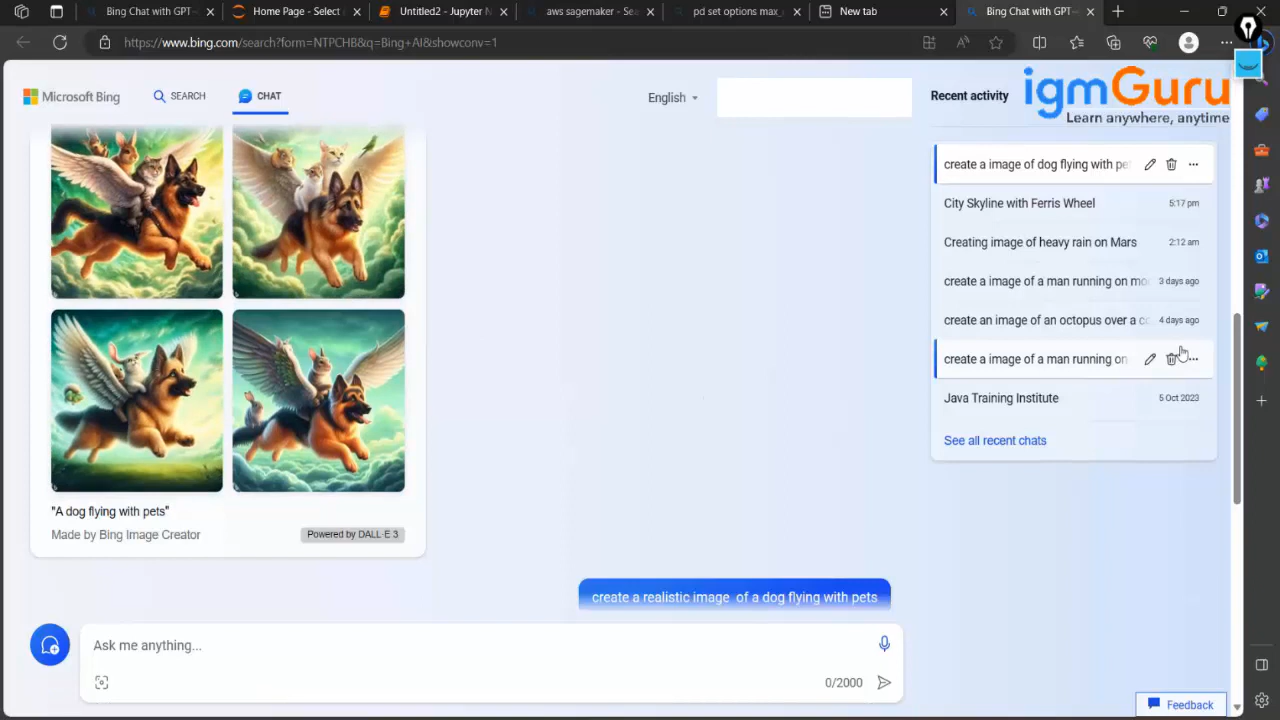 Bing Chat with GPT-
Home Page - Select
Untitled2 - Jupyter N
aws sagemaker - Sea
pd set options max_
New tab
Bing Chat with GPT-
https://www.bing.com/search?form=NTPCHB&q=Bing+AI&showconv=1
Microsoft Bing
SEARCH
CHAT
English
Recent activity
igmGuru
Learn anywhere, anytime
create a image of dog flying with pe
City Skyline with Ferris Wheel 5:17 pm
Creating image of heavy rain on Mars 2:12 am
create a image of a man running on mo 3 days ago
create an image of an octopus over a c 4 days ago
create a image of a man running on
Java Training Institute 5 Oct 2023
See all recent chats
"A dog flying with pets"
Made by Bing Image Creator
Powered by DALL·E 3
create a realistic image of a dog flying with pets
Ask me anything...
0/2000
Feedback